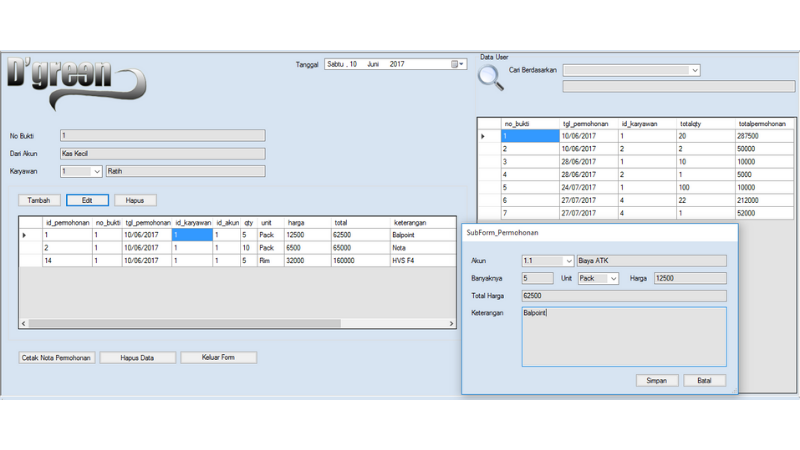 D'green
Tanggal Sabtu , 10 Juni 2017
Data User
Cari Berdasarkan
No Bukti 1
Dari Akun Kas Kecil
Karyawan 1 Ratih
Tambah Edit Hapus
id_permohonan no_bukti tgl_permohonan id_karyawan id_akun qty unit harga total keterangan
1 1 10/06/2017 1 1 5 Pack 12500 62500 Balpoint
2 1 10/06/2017 1 1 10 Pack 6500 65000 Nota
14 1 10/06/2017 1 1 5 Rim 32000 160000 HVS F4
Cetak Nota Permohonan Hapus Data Keluar Form
no_bukti tgl_permohonan id_karyawan totalqty totalpermohonan
1 10/06/2017 1 20 287500
2 10/06/2017 2 2 50000
3 28/06/2017 1 10 10000
4 28/06/2017 2 1 5000
5 24/07/2017 1 100 10000
6 27/07/2017 4 22 212000
7 27/07/2017 4 1 52000
SubForm_Permohonan
Akun 1.1 Biaya ATK
Banyaknya 5 Unit Pack Harga 12500
Total Harga 62500
Keterangan Balpoint
Simpan Batal